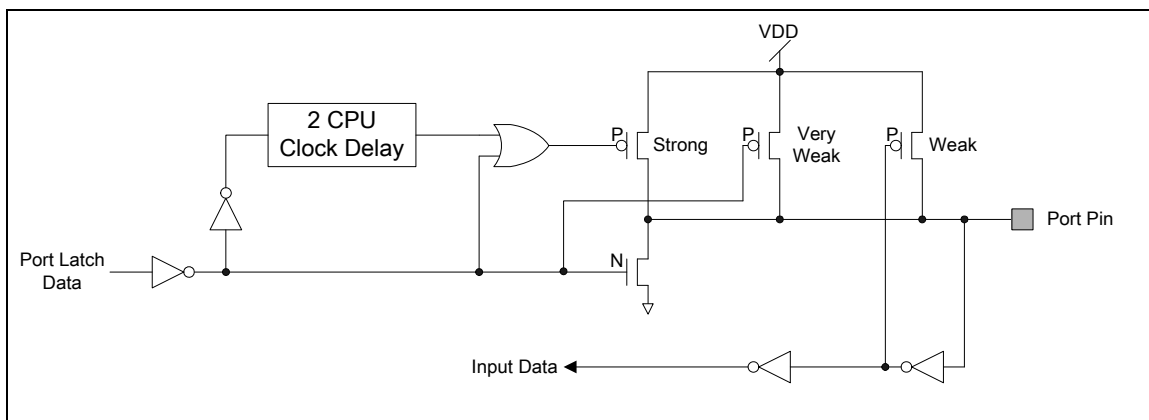 VDD
2 CPU
Clock Delay
P
Strong
P
Very
Weak
P
Weak
Port Pin
N
Port Latch
Data
Input Data